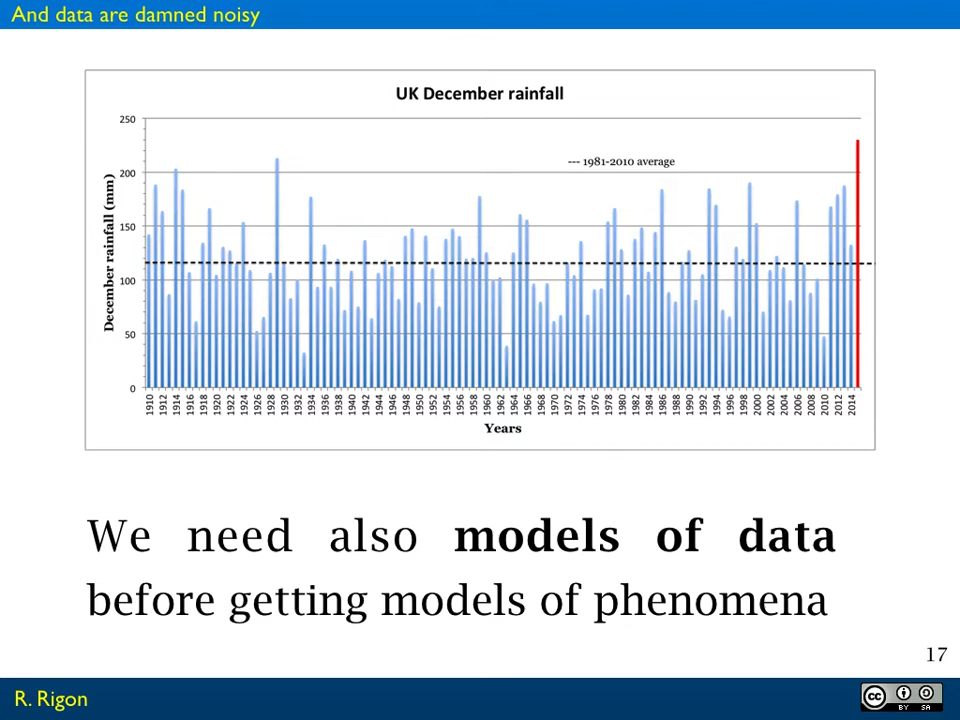 And data are damned noisy
UK December rainfall
--- 1981-2010 average
December rainfall (mm)
250
200
150
100
50
0
1910 1912 1914 1916 1918 1920 1922 1924 1926 1928 1930 1932 1934 1936 1938 1940 1942 1944 1946 1948 1950 1952 1954 1956 1958 1960 1962 1964 1966 1968 1970 1972 1974 1976 1978 1980 1982 1984 1986 1988 1990 1992 1994 1996 1998 2000 2002 2004 2006 2008 2010 2012 2014
Years
We need also models of data
before getting models of phenomena
17
R. Rigon
cc BY SA